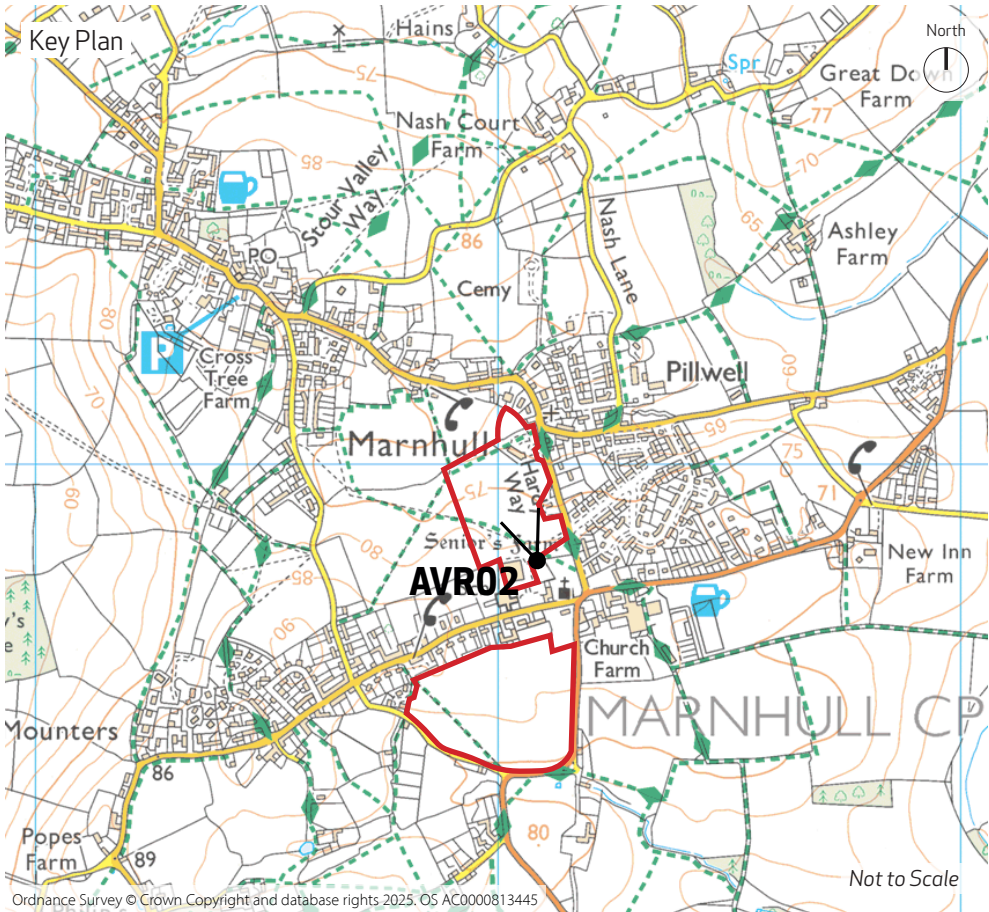 Key Plan
North
Hains
Spr
Great Down
Farm
75
77
Nash Court
Farm
85
70
Stour Valley
Way
Nash Lane
65
86
Ashley
Farm
PO
Cemy
80
P
Cross
Tree
Farm
60
Pillwell
70
65
Marnhull
75
71
60
75
Hardy
Way
80
Senior's Farm
New Inn
Farm
85
AVR02
90
Church
Farm
MARNHULL CP
Mounters
86
80
Popes
Farm
89
Not to Scale
Ordnance Survey © Crown Copyright and database rights 2025. OS AC0000813445